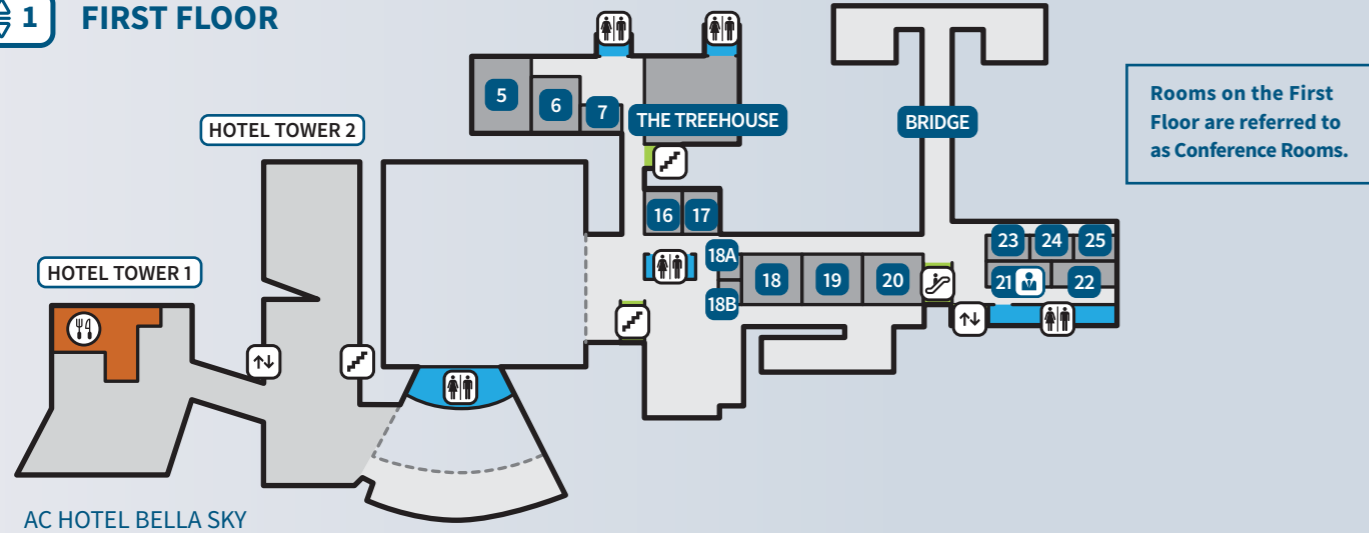 1 FIRST FLOOR
5
6
7
THE TREEHOUSE
BRIDGE
Rooms on the First
Floor are referred to
as Conference Rooms.
HOTEL TOWER 2
16
17
HOTEL TOWER 1
18A
18B
18
19
20
23
24
25
21
22
AC HOTEL BELLA SKY